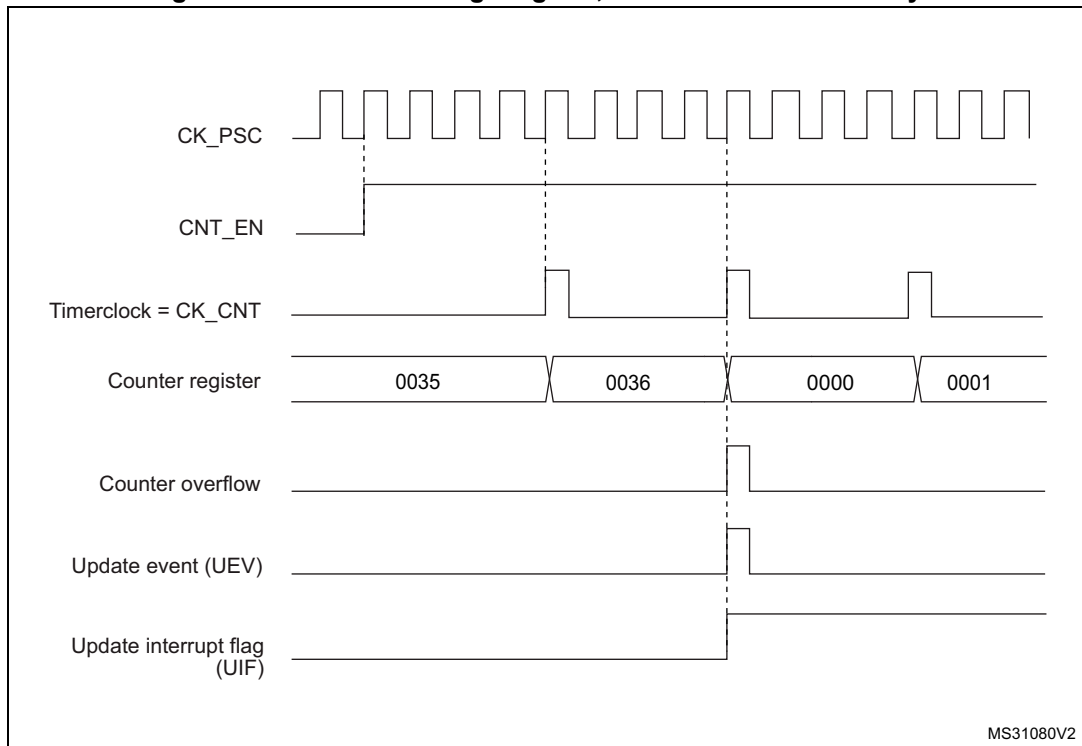 CK_PSC
CNT_EN
Timerclock = CK_CNT
Counter register
0035
0036
0000
0001
Counter overflow
Update event (UEV)
Update interrupt flag
(UIF)
MS31080V2